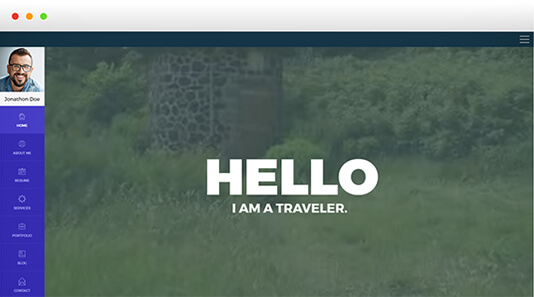 Jonathon Doe
HOME
ABOUT ME
RESUME
SERVICES
PORTFOLIO
BLOG
CONTACT
HELLO
I AM A TRAVELER.